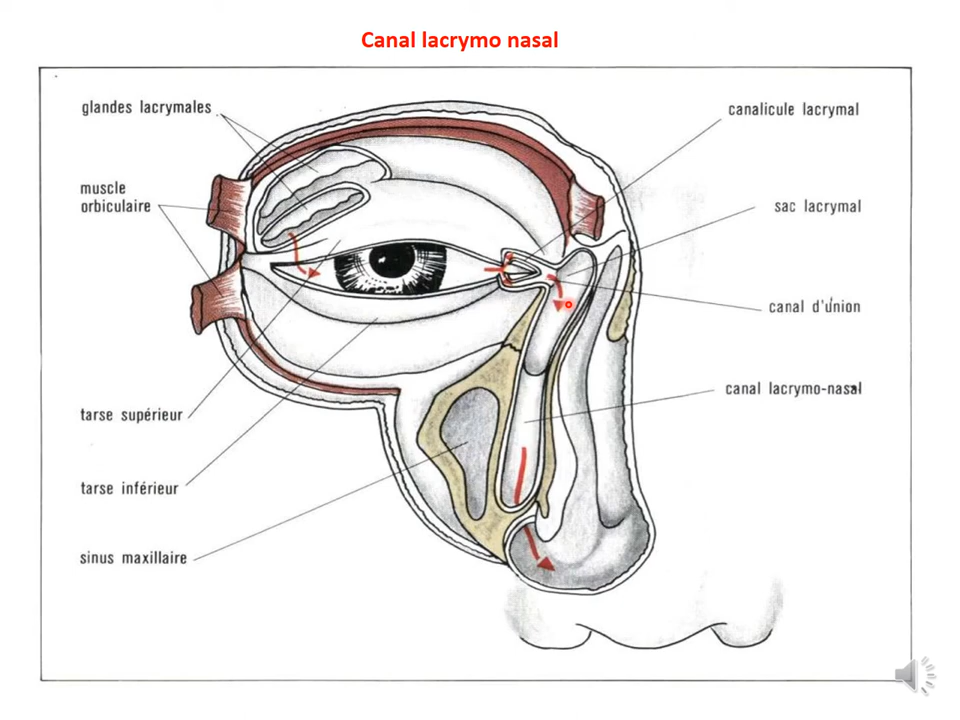 Canal lacrymo nasal
glandes lacrymales
canalicule lacrymal
muscle
orbiculaire
sac lacrymal
canal d'union
canal lacrymo-nasal
tarse supérieur
tarse inférieur
sinus maxillaire